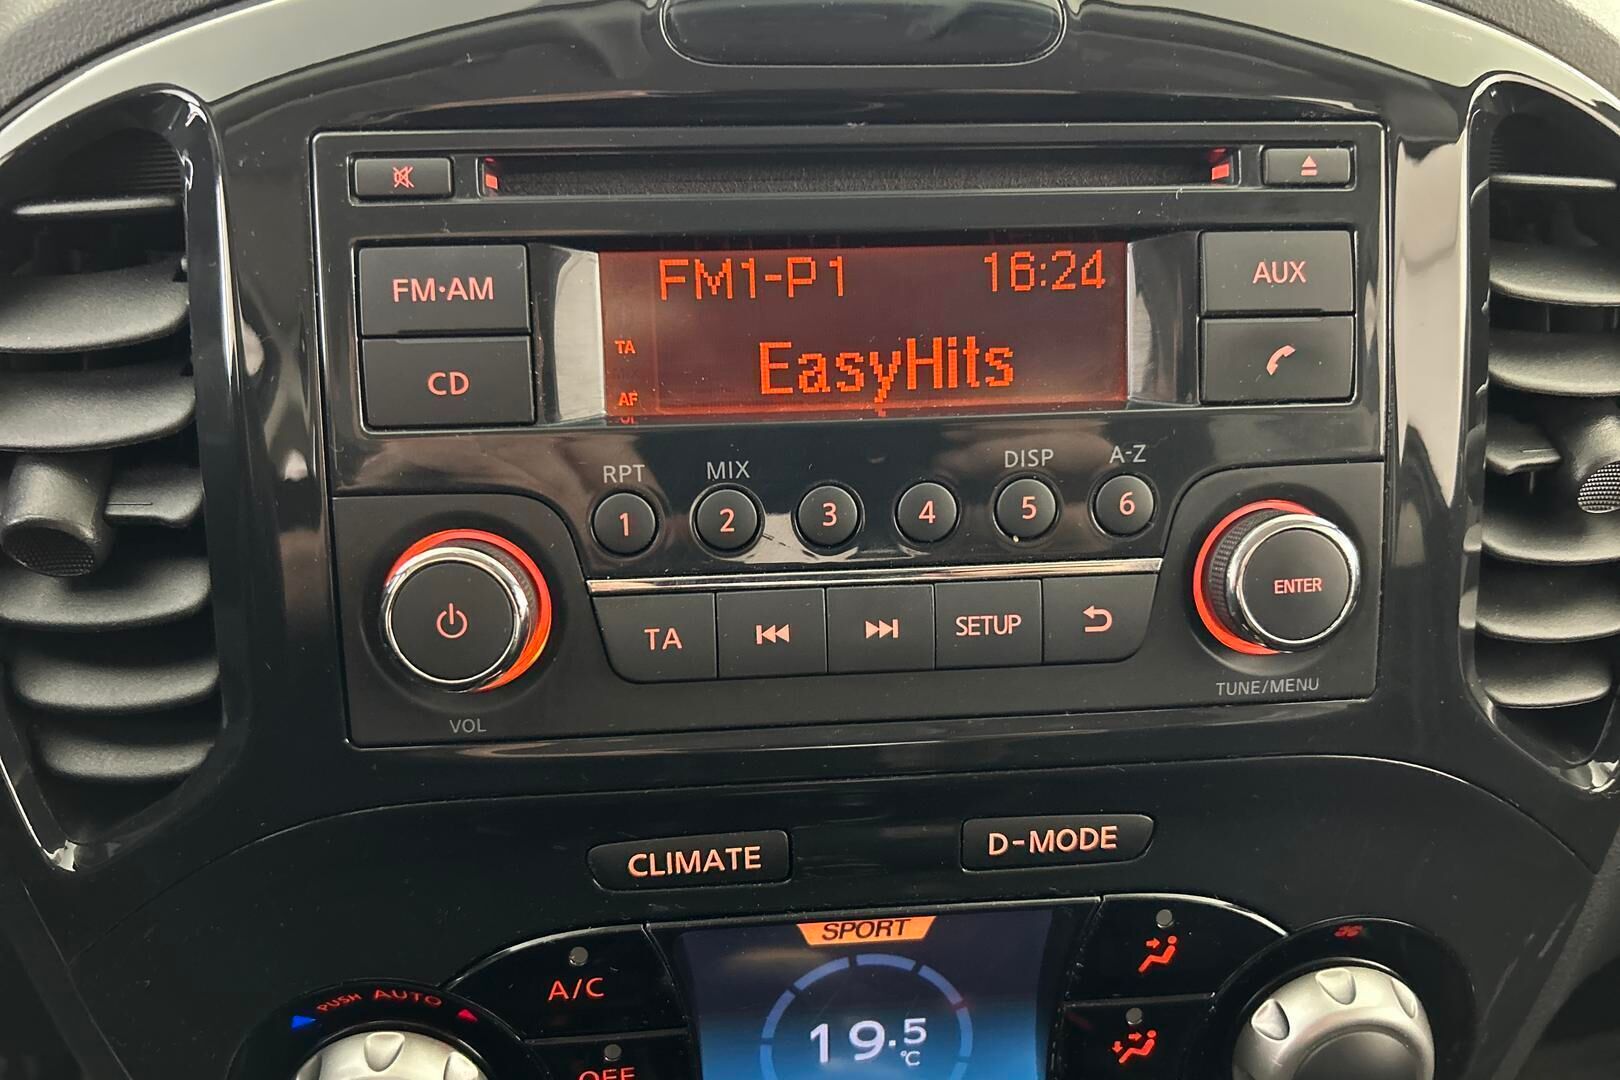 FM1-P1 16:24
FM·AM
AUX
TA
EasyHits
CD
AF
RPT MIX DISP A-Z
1 2 3 4 5 6
ENTER
TA SETUP
TUNE/MENU
VOL
CLIMATE D-MODE
SPORT
A/C
PUSH AUTO
19.5
°C
OFF